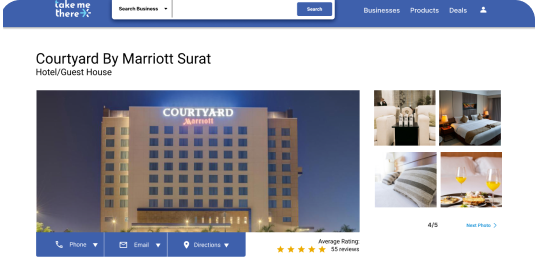 take me
there
Search Business
Search
Businesses
Products
Deals
Courtyard By Marriott Surat
Hotel/Guest House
COURTYARD
Marriott
4/5
Next Photo
Phone
Email
Directions
Average Rating:
55 reviews